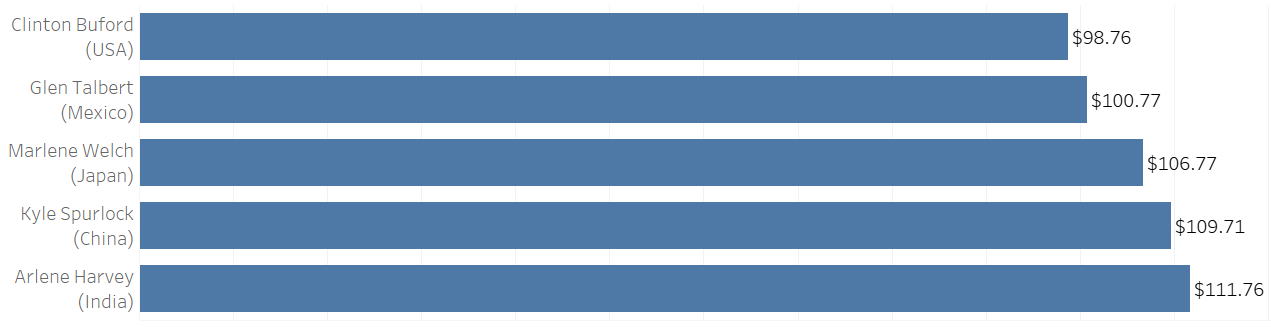 Clinton Buford
(USA)
$98.76
Glen Talbert
(Mexico)
$100.77
Marlene Welch
(Japan)
$106.77
Kyle Spurlock
(China)
$109.71
Arlene Harvey
(India)
$111.76